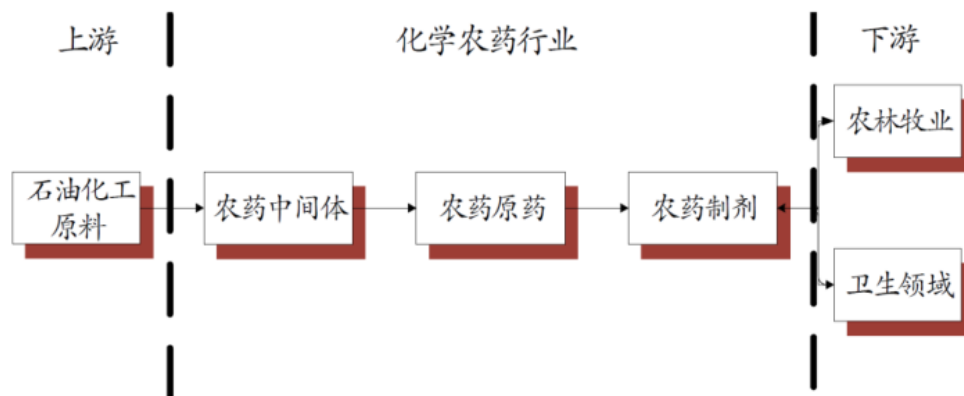 上游
化学农药行业
下游
石油化工
原料
农药中间体
农药原药
农药制剂
农林牧业
卫生领域